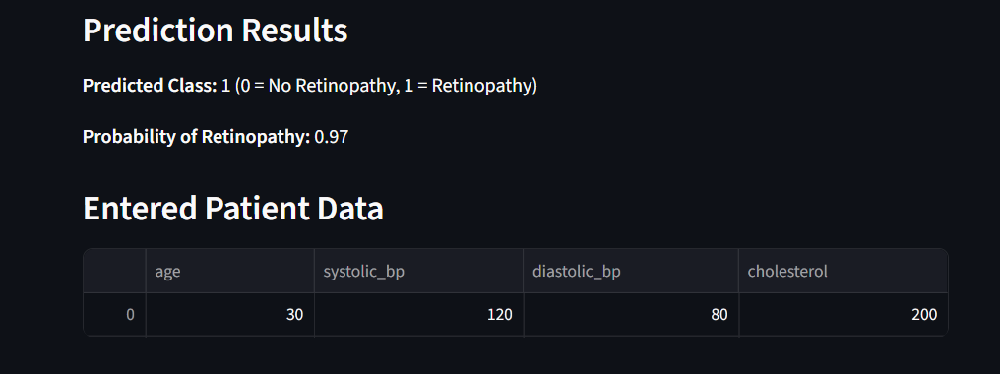 Prediction Results
Predicted Class: 1 (0 = No Retinopathy, 1 = Retinopathy)
Probability of Retinopathy: 0.97
Entered Patient Data
age systolic_bp diastolic_bp cholesterol
0 30 120 80 200